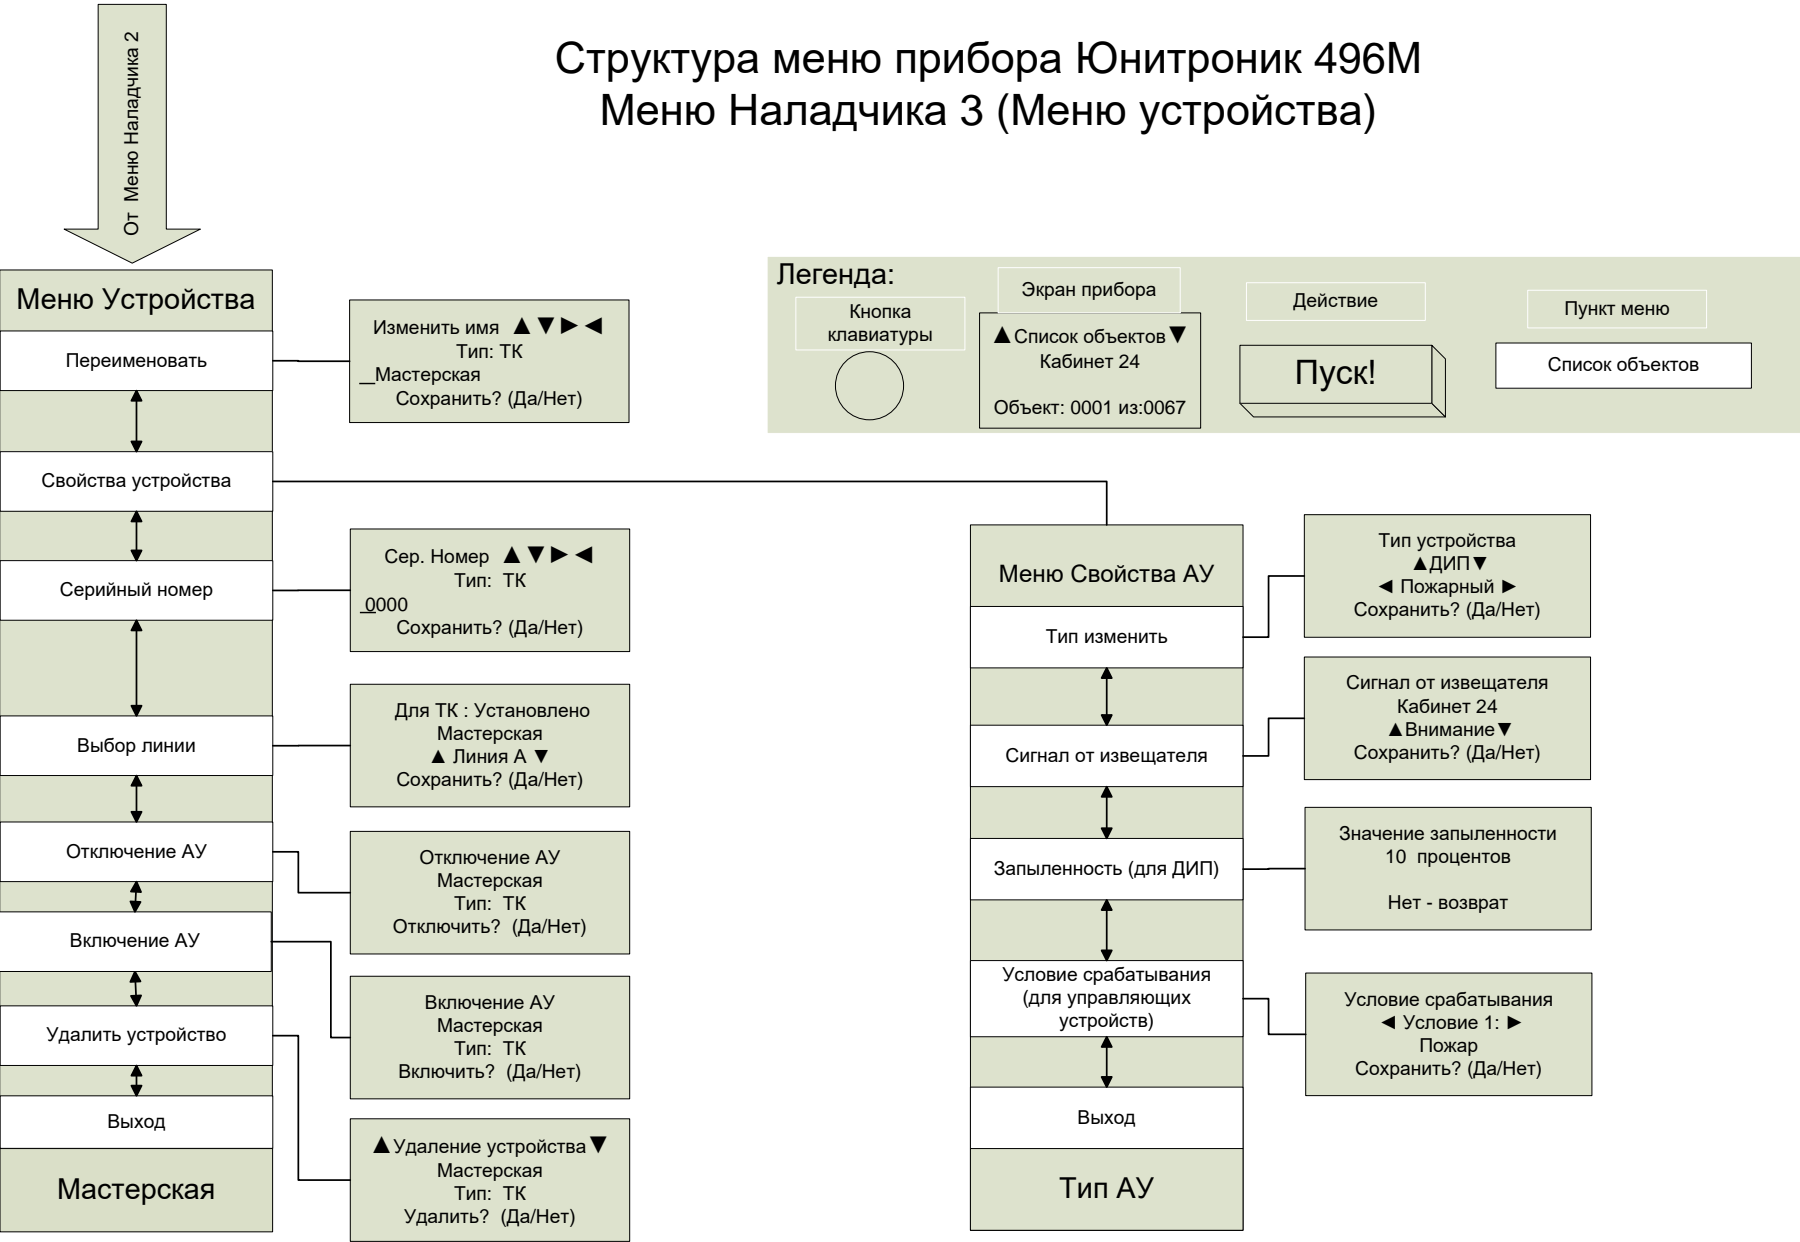 От Меню Наладчика 2
Структура меню прибора Юнитроник 496М
Меню Наладчика 3 (Меню устройства)
Легенда:
Кнопка
клавиатуры
Экран прибора
▲Список объектов▼
Кабинет 24
Объект: 0001 из:0067
Действие
Пуск!
Пункт меню
Список объектов
Меню Устройства
Переименовать
Свойства устройства
Серийный номер
Выбор линии
Отключение АУ
Включение АУ
Удалить устройство
Выход
Мастерская
Изменить имя ▲▼►◄
Тип: ТК
_Мастерская
Сохранить? (Да/Нет)
Сер. Номер ▲▼►◄
Тип: ТК
_0000
Сохранить? (Да/Нет)
Для ТК : Установлено
Мастерская
▲ Линия А ▼
Сохранить? (Да/Нет)
Отключение АУ
Мастерская
Тип: ТК
Отключить? (Да/Нет)
Включение АУ
Мастерская
Тип: ТК
Включить? (Да/Нет)
▲Удаление устройства▼
Мастерская
Тип: ТК
Удалить? (Да/Нет)
Меню Свойства АУ
Тип изменить
Сигнал от извещателя
Запыленность (для ДИП)
Условие срабатывания
(для управляющих
устройств)
Выход
Тип АУ
Тип устройства
▲ДИП▼
◄ Пожарный ►
Сохранить? (Да/Нет)
Сигнал от извещателя
Кабинет 24
▲Внимание▼
Сохранить? (Да/Нет)
Значение запыленности
10 процентов
Нет - возврат
Условие срабатывания
◄ Условие 1: ►
Пожар
Сохранить? (Да/Нет)